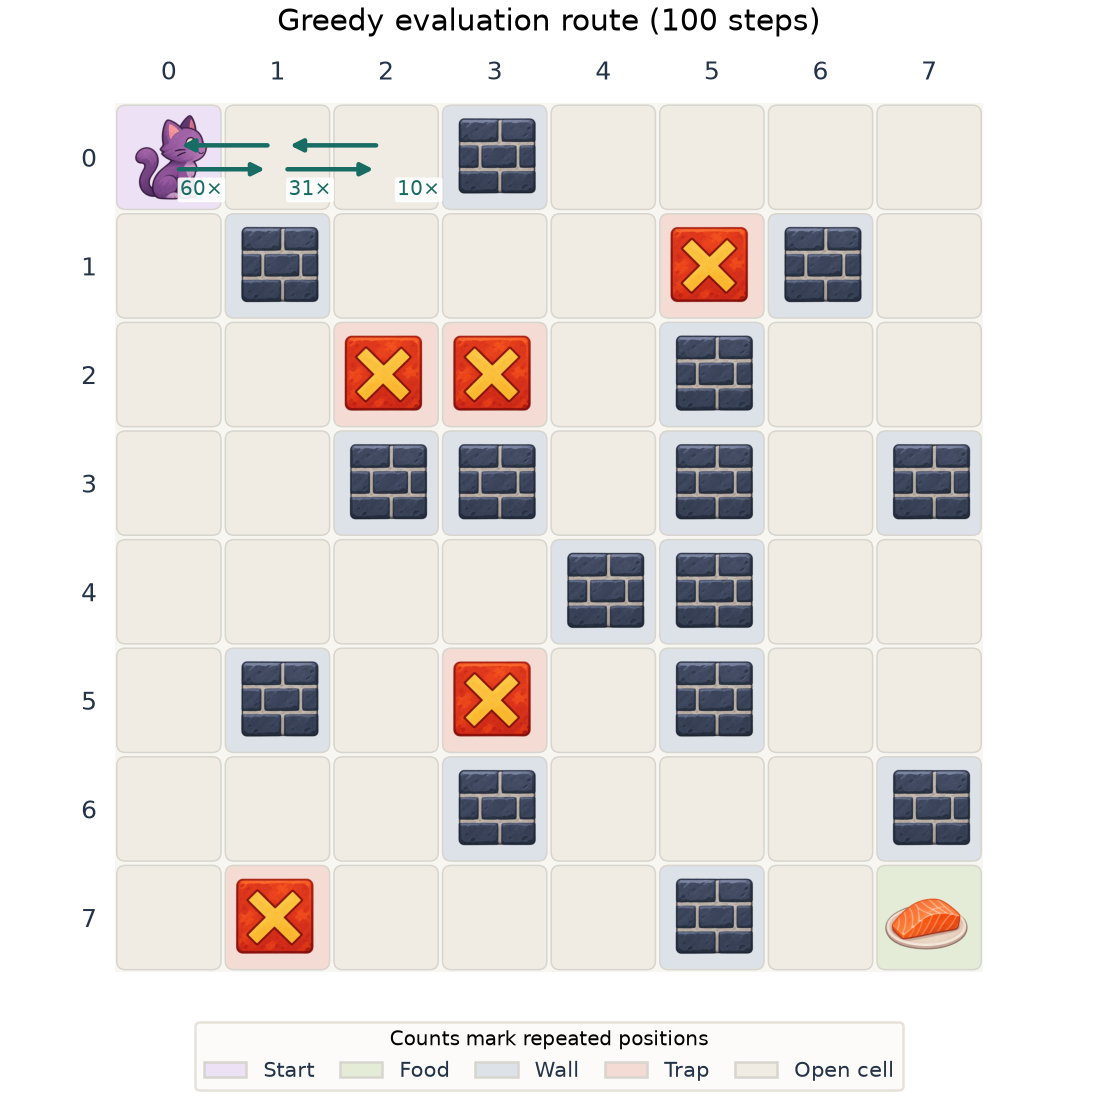 Greedy evaluation route (100 steps)
0 1 2 3 4 5 6 7
0
60× 31× 10×
1
2
3
4
5
6
7
Counts mark repeated positions
Start Food Wall Trap Open cell